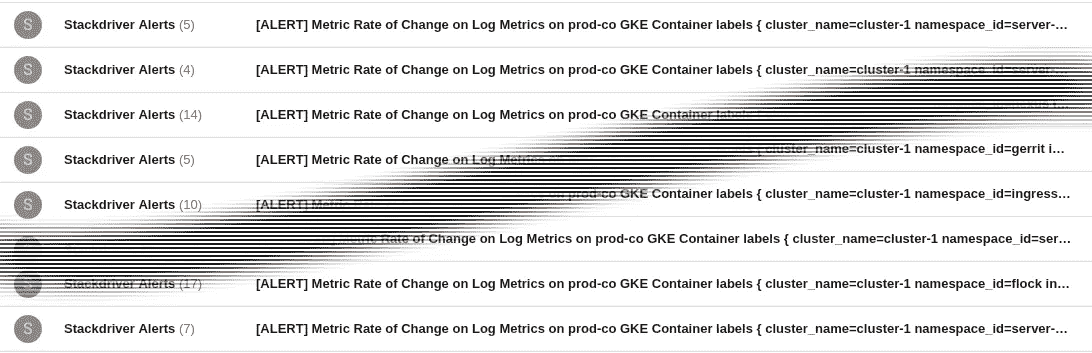 S Stackdriver Alerts (5) [ALERT] Metric Rate of Change on Log Metrics on prod-co GKE Container labels { cluster_name=cluster-1 namespace_id=server-...
S Stackdriver Alerts (4) [ALERT] Metric Rate of Change on Log Metrics on prod-co GKE Container labels { cluster_name=cluster-1 namespace_id=server-...
S Stackdriver Alerts (14) [ALERT] Metric Rate of Change on Log Metrics on prod-co GKE Container labels
S Stackdriver Alerts (5) [ALERT] Metric Rate of Change on Log Metrics { cluster_name=cluster-1 namespace_id=gerrit i...
S Stackdriver Alerts (10) [ALERT] Metric on prod-co GKE Container labels { cluster_name=cluster-1 namespace_id=ingress...
Rate of Change on Log Metrics on prod-co GKE Container labels { cluster_name=cluster-1 namespace_id=ser...
S Stackdriver Alerts (17) [ALERT] Metric Rate of Change on Log Metrics on prod-co GKE Container labels { cluster_name=cluster-1 namespace_id=flock in...
S Stackdriver Alerts (7) [ALERT] Metric Rate of Change on Log Metrics on prod-co GKE Container labels { cluster_name=cluster-1 namespace_id=server-...